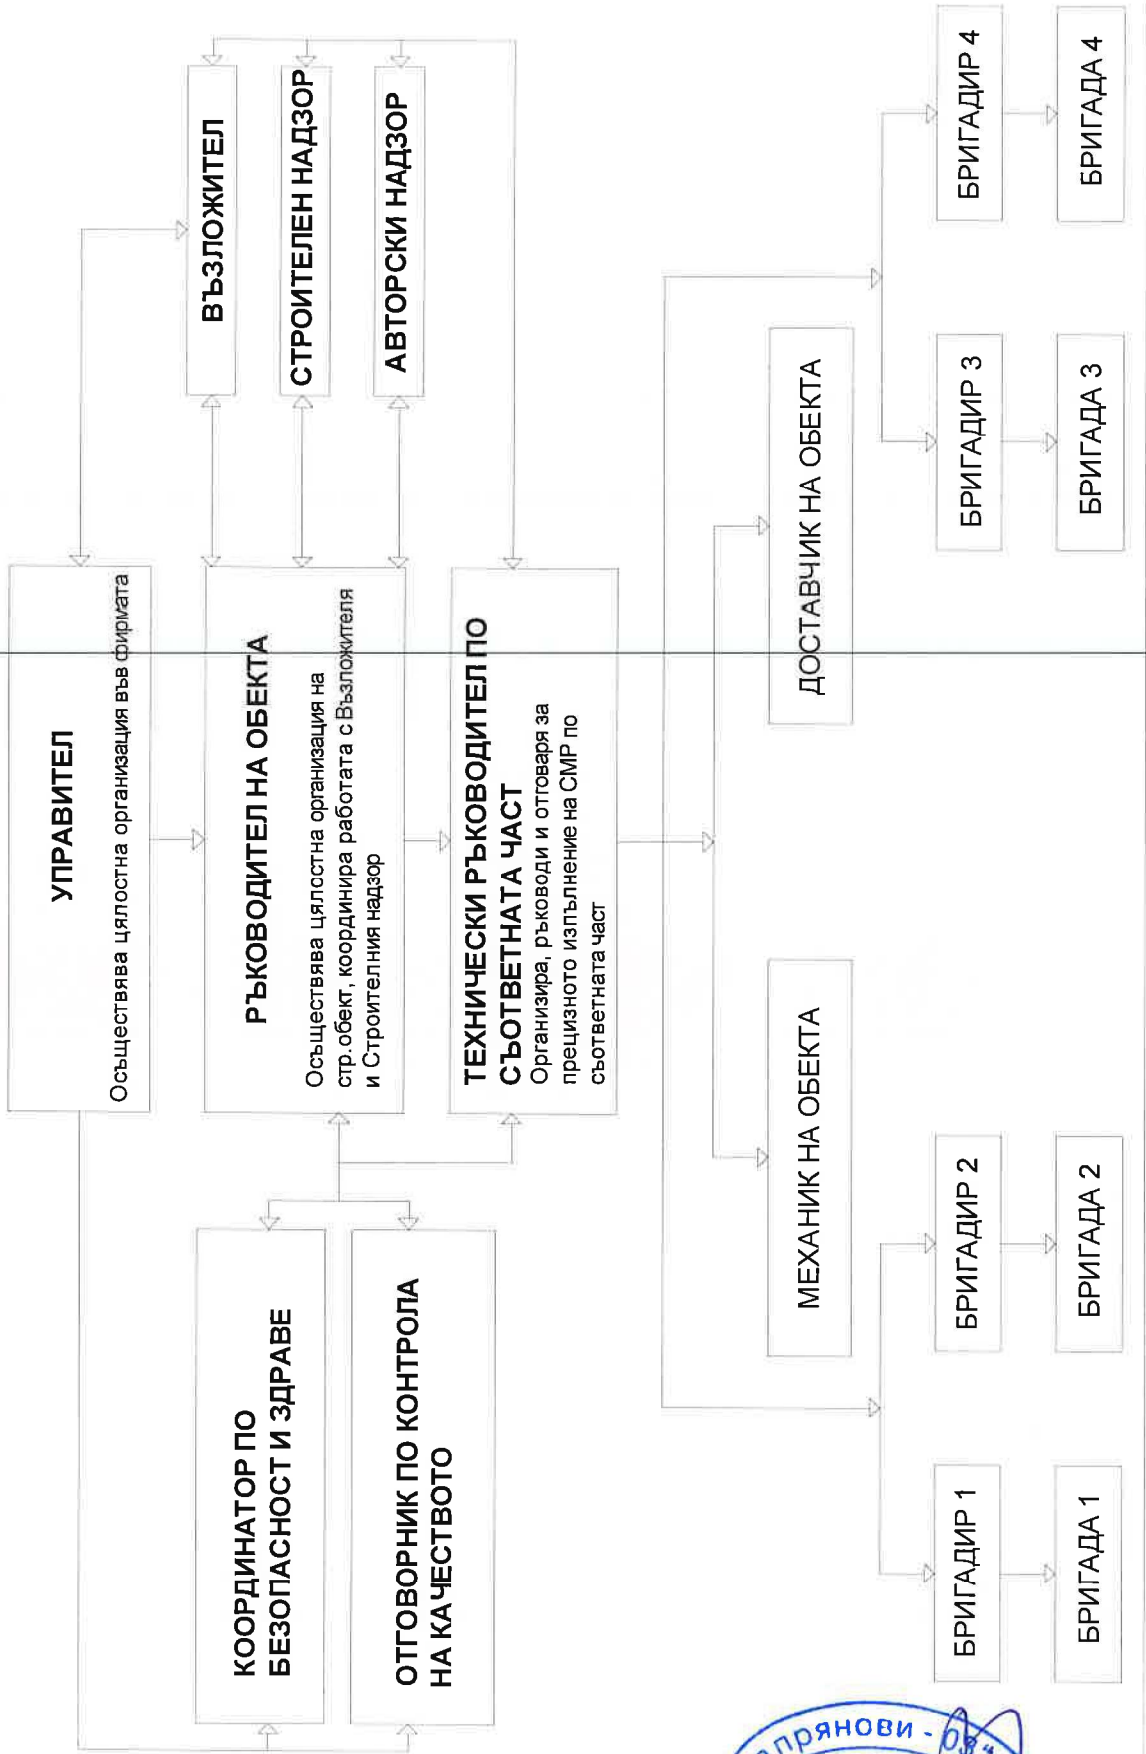 УПРАВИТЕЛ
Осъществява цялостна организация във фирмата
РЪКОВОДИТЕЛ НА ОБЕКТА
Осъществява цялостна организация на
стр.обект, координира работата с Възложителя
и Строителния надзор
ТЕХНИЧЕСКИ РЪКОВОДИТЕЛ ПО
СЪОТВЕТНАТА ЧАСТ
Организира, ръководи и отговаря за
прецизното изпълнение на СМР по
съответната част
ВЪЗЛОЖИТЕЛ
СТРОИТЕЛЕН НАДЗОР
АВТОРСКИ НАДЗОР
КООРДИНАТОР ПО
БЕЗОПАСНОСТ И ЗДРАВЕ
ОТГОВОРНИК ПО КОНТРОЛА
НА КАЧЕСТВОТО
МЕХАНИК НА ОБЕКТА
ДОСТАВЧИК НА ОБЕКТА
БРИГАДИР 1
БРИГАДИР 2
БРИГАДИР 3
БРИГАДИР 4
БРИГАДА 1
БРИГАДА 2
БРИГАДА 3
БРИГАДА 4